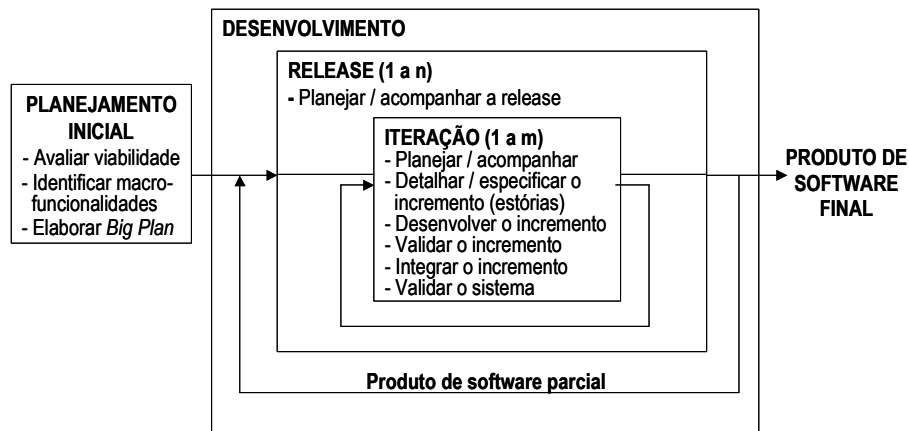 DESENVOLVIMENTO
RELEASE (1 a n)
- Planejar / acompanhar a release
PLANEJAMENTO
INICIAL
- Avaliar viabilidade
- Identificar macro-
funcionalidades
- Elaborar Big Plan
ITERAÇÃO (1 a m)
- Planejar / acompanhar
- Detalhar / especificar o
incremento (estórias)
- Desenvolver o incremento
- Validar o incremento
- Integrar o incremento
- Validar o sistema
PRODUTO DE
SOFTWARE
FINAL
Produto de software parcial